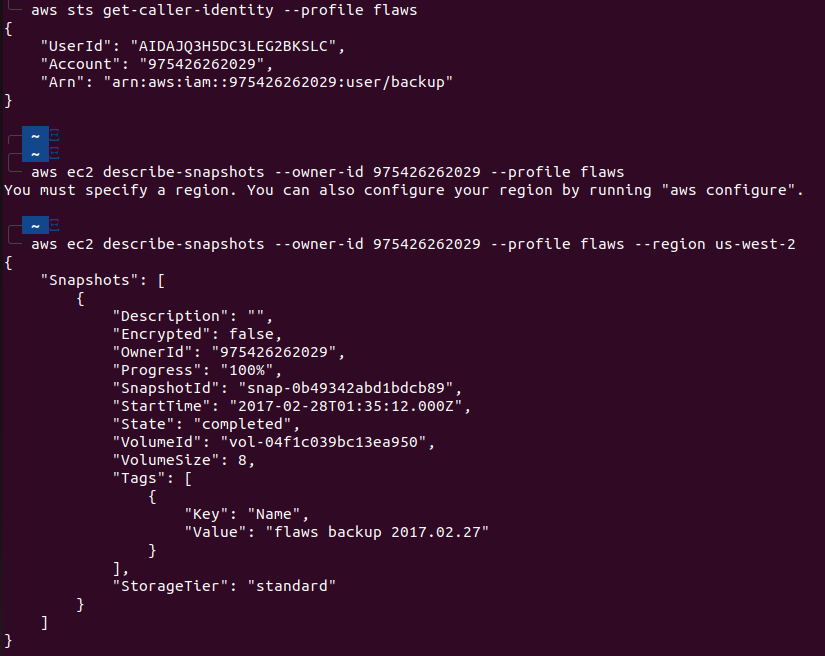 aws sts get-caller-identity --profile flaws
{
    "UserId": "AIDAJQ3H5DC3LEG2BKSLC",
    "Account": "975426262029",
    "Arn": "arn:aws:iam::975426262029:user/backup"
}
~
~
aws ec2 describe-snapshots --owner-id 975426262029 --profile flaws
You must specify a region. You can also configure your region by running "aws configure".
~
aws ec2 describe-snapshots --owner-id 975426262029 --profile flaws --region us-west-2
{
    "Snapshots": [
        {
            "Description": "",
            "Encrypted": false,
            "OwnerId": "975426262029",
            "Progress": "100%",
            "SnapshotId": "snap-0b49342abd1bdcb89",
            "StartTime": "2017-02-28T01:35:12.000Z",
            "State": "completed",
            "VolumeId": "vol-04f1c039bc13ea950",
            "VolumeSize": 8,
            "Tags": [
                {
                    "Key": "Name",
                    "Value": "flaws backup 2017.02.27"
                }
            ],
            "StorageTier": "standard"
        }
    ]
}